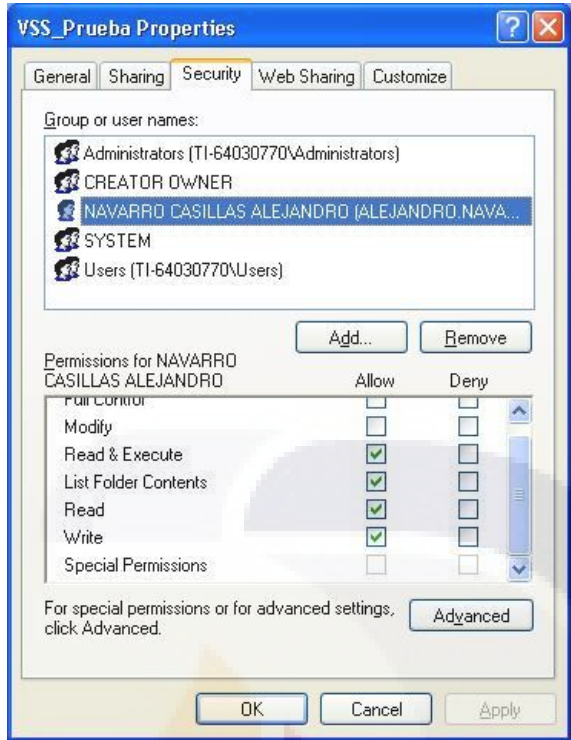 VSS_Prueba Properties
General Sharing Security Web Sharing Customize
Group or user names:
Administrators (TI-64030770\Administrators)
CREATOR OWNER
NAVARRO CASILLAS ALEJANDRO (ALEJANDRO.NAVA...
SYSTEM
Users (TI-64030770\Users)
Add... Remove
Permissions for NAVARRO
CASILLAS ALEJANDRO Allow Deny
Full Control
Modify
Read & Execute
List Folder Contents
Read
Write
Special Permissions
For special permissions or for advanced settings,
click Advanced.
Advanced
OK Cancel Apply